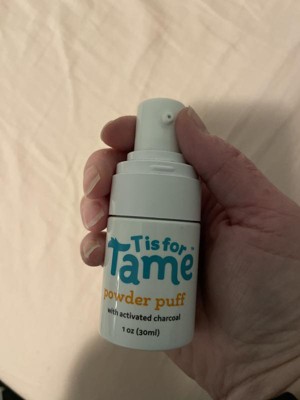 T is for
Tame
powder puff
with activated charcoal
1 oz (30ml)